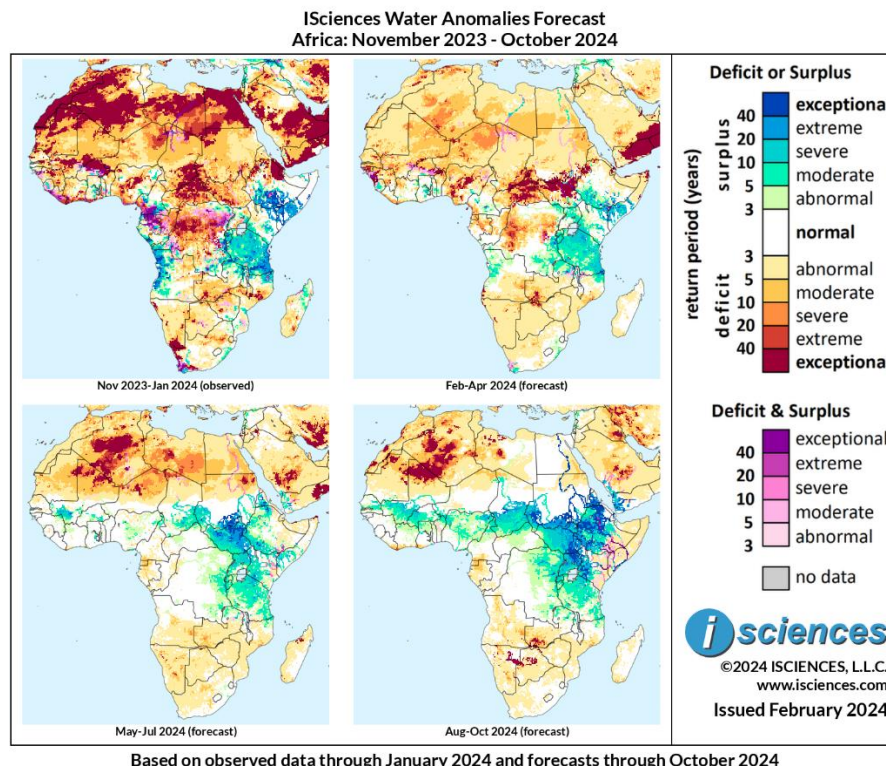 ISciences Water Anomalies Forecast
Africa: November 2023 - October 2024
Nov 2023-Jan 2024 (observed)
Feb-Apr 2024 (forecast)
May-Jul 2024 (forecast)
Aug-Oct 2024 (forecast)
Deficit or Surplus
return period (years)
surplus
deficit
exceptional
40
extreme
20
severe
10
moderate
5
abnormal
3
normal
3
abnormal
5
moderate
10
severe
20
extreme
40
exceptional
Deficit & Surplus
exceptional
40
extreme
20
severe
10
moderate
5
abnormal
3
no data
i sciences
©2024 ISCIENCES, L.L.C.
www.isciences.com
Issued February 2024
Based on observed data through January 2024 and forecasts through October 2024